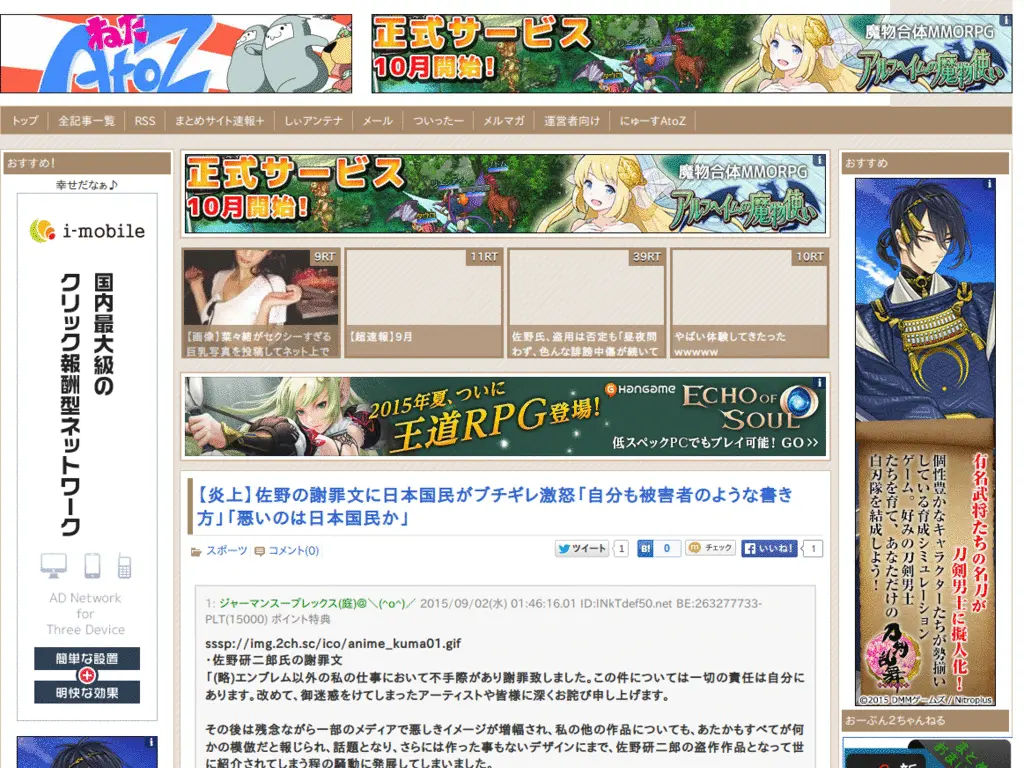 ねた
AtoZ
正式サービス
10月開始!
魔物合体MMORPG
アルフヘイムの魔物使い
トップ
全記事一覧
RSS
まとめサイト速報+
しぃアンテナ
メール
ついったー
メルマガ
運営者向け
にゅーすAtoZ
おすすめ!
幸せだなぁ♪
i-mobile
国内最大級の
クリック報酬型ネットワーク
AD Network
for
Three Device
簡単な設置
明快な効果
正式サービス
10月開始!
魔物合体MMORPG
アルフヘイムの魔物使い
9RT
【画像】菜々緒がセクシーすぎる
巨乳写真を投稿してネット上で
11RT
【超速報】9月
39RT
佐野氏、盗用は否定も「昼夜問
わず、色んな誹謗中傷が続いて
10RT
やばい体験してきたった
wwwww
2015年夏、ついに
王道RPG登場!
HANGAME
ECHO OF
SOUL
低スペックPCでもプレイ可能! GO>>
【炎上】佐野の謝罪文に日本国民がブチギレ激怒「自分も被害者のような書き
方」「悪いのは日本国民か」
スポーツ
コメント(0)
ツイート
1
B!
0
チェック
いいね!
1
1: ジャーマンスープレックス(庭)@\(^o^)/ 2015/09/02(水) 01:46:16.01 ID:INkTdef50.net BE:263277733-
PLT(15000) ポイント特典
sssp://img.2ch.sc/ico/anime_kuma01.gif
・佐野研二郎氏の謝罪文
「(略)エンブレム以外の私の仕事において不手際があり謝罪致しました。この件については一切の責任は自分に
あります。改めて、御迷惑をけてしまったアーティストや皆様に深くお詫び申し上げます。
その後は残念ながら一部のメディアで悪しきイメージが増幅され、私の他の作品についても、あたかもすべてが何
かの模倣だと報じられ、話題となり、さらには作った事もないデザインにまで、佐野研二郎の盗作作品となって世
に紹介されてしまう程の騒動に発展してしまいました。
おすすめ
有名武将たちの名刀が
刀剣男士に擬人化!
個性豊かなキャラクターたちが勢揃い
している育成シミュレーション
ゲーム。好みの刀剣男士
たちを育て、あなただけの
白刃隊を結成しよう!
刀剣乱舞
©2015 DMMゲームズ / Nitroplus
おーぷん2ちゃんねる